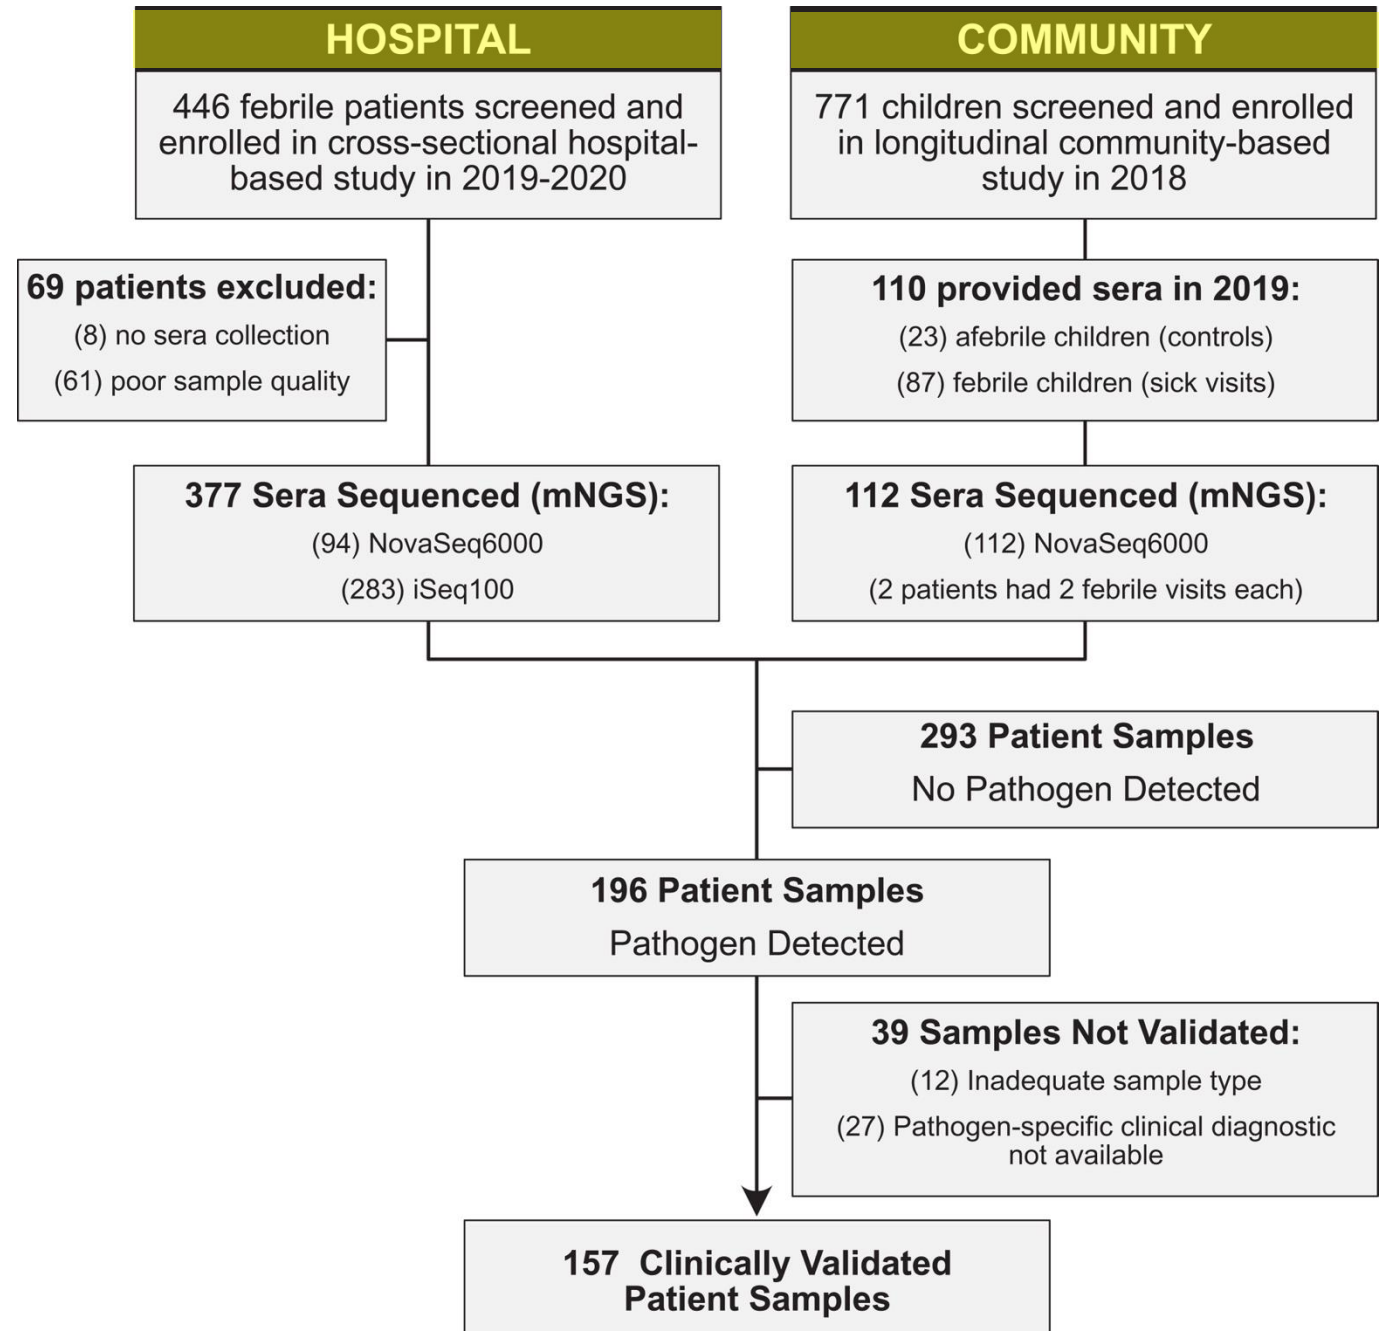 HOSPITAL
446 febrile patients screened and
enrolled in cross-sectional hospital-
based study in 2019-2020
COMMUNITY
771 children screened and enrolled
in longitudinal community-based
study in 2018
69 patients excluded:
(8) no sera collection
(61) poor sample quality
110 provided sera in 2019:
(23) afebrile children (controls)
(87) febrile children (sick visits)
377 Sera Sequenced (mNGS):
(94) NovaSeq6000
(283) iSeq100
112 Sera Sequenced (mNGS):
(112) NovaSeq6000
(2 patients had 2 febrile visits each)
293 Patient Samples
No Pathogen Detected
196 Patient Samples
Pathogen Detected
39 Samples Not Validated:
(12) Inadequate sample type
(27) Pathogen-specific clinical diagnostic
not available
157 Clinically Validated
Patient Samples